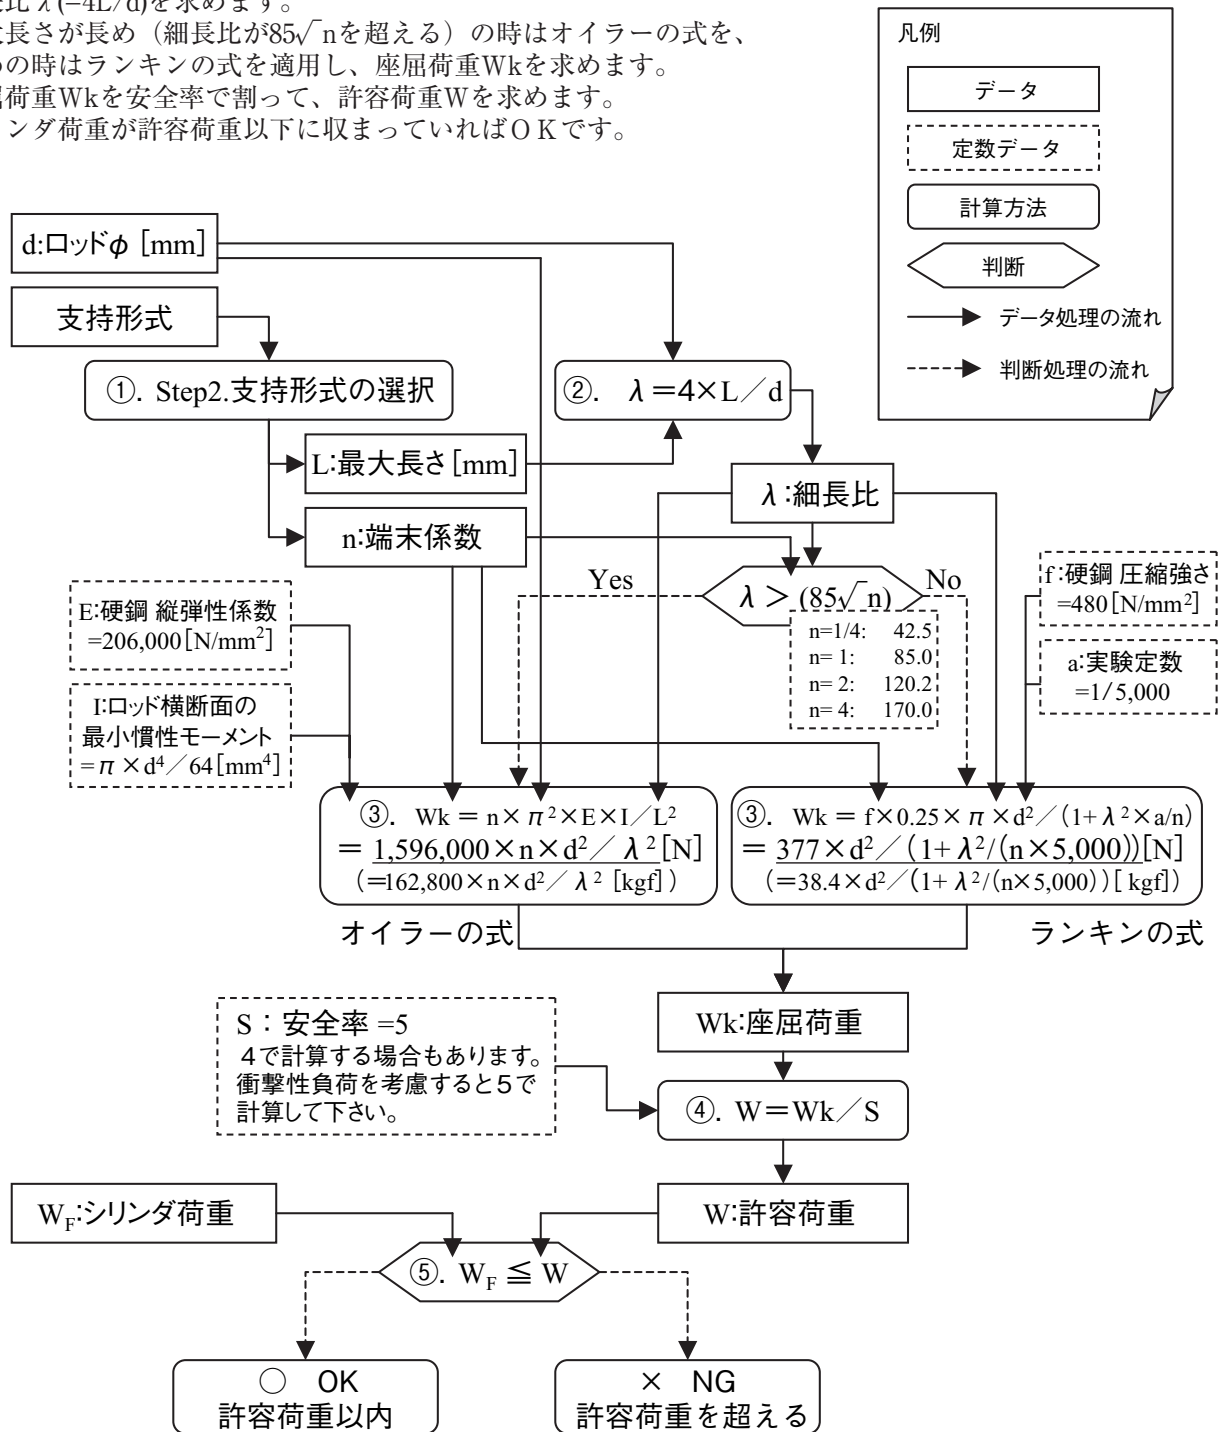 比λ(=4L/d)を求めます。
大長さが長め（細長比が85√nを超える）の時はオイラーの式を、
の時はランキンの式を適用し、座屈荷重Wkを求めます。
荷重Wkを安全率で割って、許容荷重Wを求めます。
ンダ荷重が許容荷重以下に収まっていればＯＫです。
凡例
データ
定数データ
計算方法
判断
データ処理の流れ
判断処理の流れ
d:ロッドφ [mm]
支持形式
①. Step2.支持形式の選択
②. λ＝4×L／d
L:最大長さ[mm]
λ:細長比
n:端末係数
Yes
λ＞(85√n)
No
n=1/4: 42.5
n= 1: 85.0
n= 2: 120.2
n= 4: 170.0
E:硬鋼 縦弾性係数
=206,000[N/mm²]
I:ロッド横断面の
最小慣性モーメント
=π×d⁴／64[mm⁴]
f:硬鋼 圧縮強さ
=480[N/mm²]
a:実験定数
=1/5,000
③. Wk = n×π²×E×I／L²
= 1,596,000×n×d²／λ²[N]
(=162,800×n×d²／λ² [kgf])
オイラーの式
③. Wk = f×0.25×π×d²／(1+λ²×a/n)
= 377×d²／(1+λ²/(n×5,000))[N]
(=38.4×d²／(1+λ²/(n×5,000))[ kgf])
ランキンの式
Wk:座屈荷重
S：安全率 =5
４で計算する場合もあります。
衝撃性負荷を考慮すると５で
計算して下さい。
④. W＝Wk／S
W_F:シリンダ荷重
W:許容荷重
⑤. W_F ≦ W
○ OK
許容荷重以内
× NG
許容荷重を超える